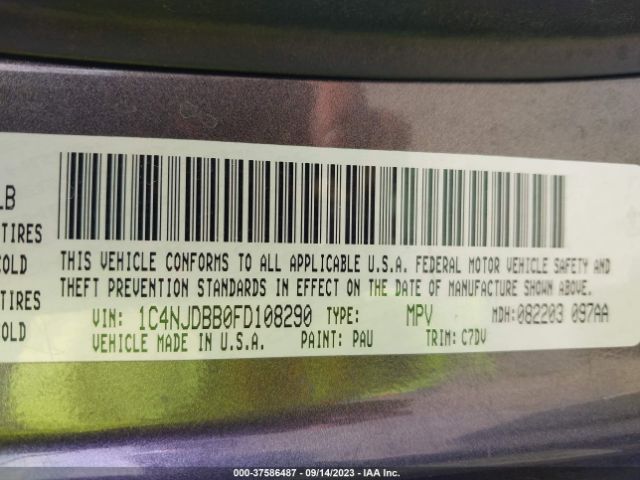 LB
TIRES
COLD
TIRES
COLD
THIS VEHICLE CONFORMS TO ALL APPLICABLE U.S.A. FEDERAL MOTOR VEHICLE SAFETY AND
THEFT PREVENTION STANDARDS IN EFFECT ON THE DATE OF MANUFACTURE SHOWN ABOVE.
VIN: 1C4NJDBB0FD108290 TYPE: MPV MDH: 082203 097AA
VEHICLE MADE IN U.S.A. PAINT: PAU TRIM: C7DV
000-37586487 - 09/14/2023 - IAA Inc.